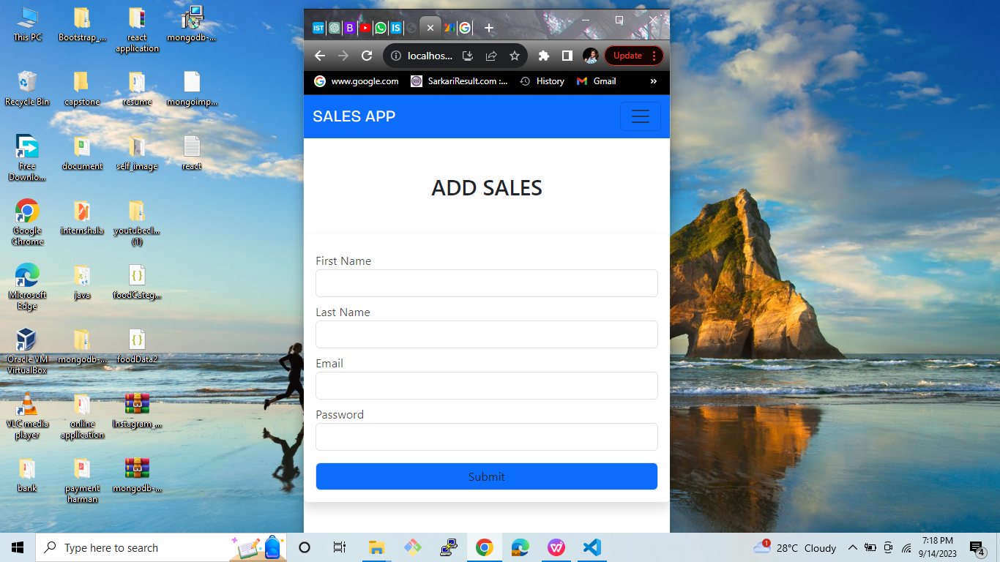 This PC
Bootstrap_...
react
application
mongodb-...
Recycle Bin
capstone
resume
mongoimp...
Free
Downlo...
document
self_image
react
Google
Chrome
internshala
youtubecl...
(1)
Microsoft
Edge
java
foodCateg...
Oracle VM
VirtualBox
mongodb-...
foodData2
VLC media
player
online
application
Instagram_...
bank
payment
harman
mongodb-...
IST
B
IS
localhos...
Update
www.google.com
SarkariResult.com :...
History
Gmail
»
SALES APP
ADD SALES
First Name
Last Name
Email
Password
Submit
Type here to search
1
28°C Cloudy
7:18 PM
9/14/2023
4